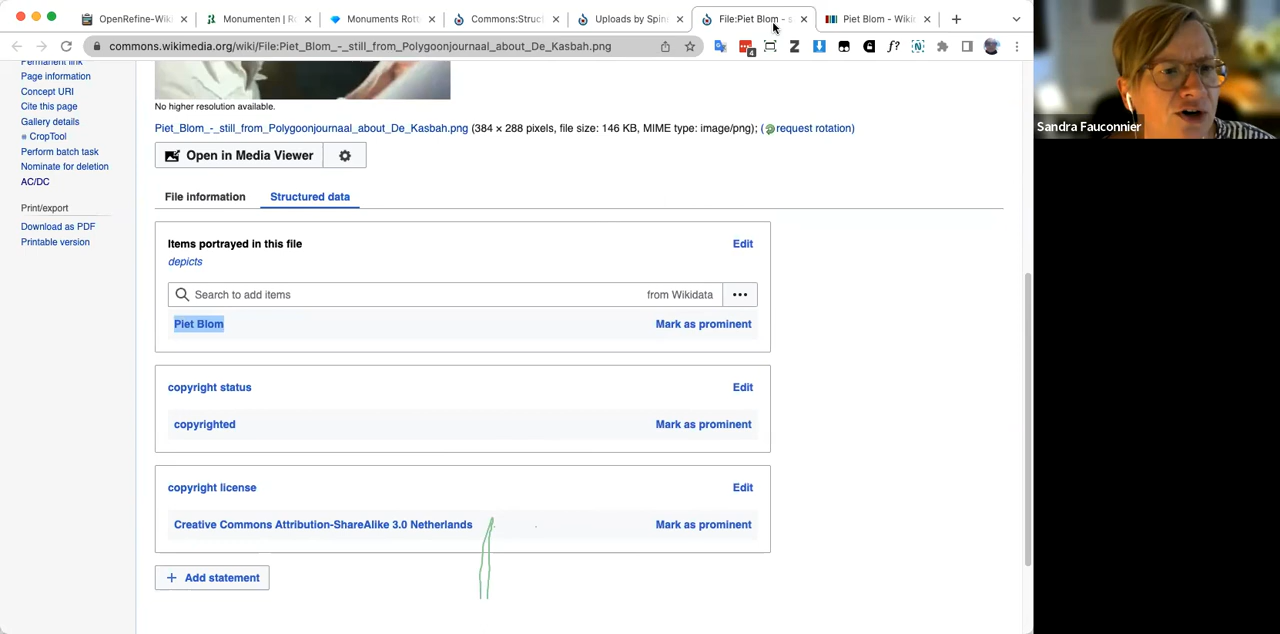 OpenRefine-Wiki
Monumenten | R
Monuments Rott
Commons:Struct
Uploads by Spin
File:Piet Blom - s
Piet Blom - Wiki
commons.wikimedia.org/wiki/File:Piet_Blom_-_still_from_Polygoonjournaal_about_De_Kasbah.png
4
Z
f?
N
Permanent link
Page information
Concept URI
Cite this page
Gallery details
CropTool
Perform batch task
Nominate for deletion
AC/DC
Print/export
Download as PDF
Printable version
No higher resolution available.
Piet_Blom_-_still_from_Polygoonjournaal_about_De_Kasbah.png (384 × 288 pixels, file size: 146 KB, MIME type: image/png); (request rotation)
Open in Media Viewer
File information
Structured data
Items portrayed in this file
Edit
depicts
Search to add items
from Wikidata
Piet Blom
Mark as prominent
copyright status
Edit
copyrighted
Mark as prominent
copyright license
Edit
Creative Commons Attribution-ShareAlike 3.0 Netherlands
Mark as prominent
+ Add statement
Sandra Fauconnier